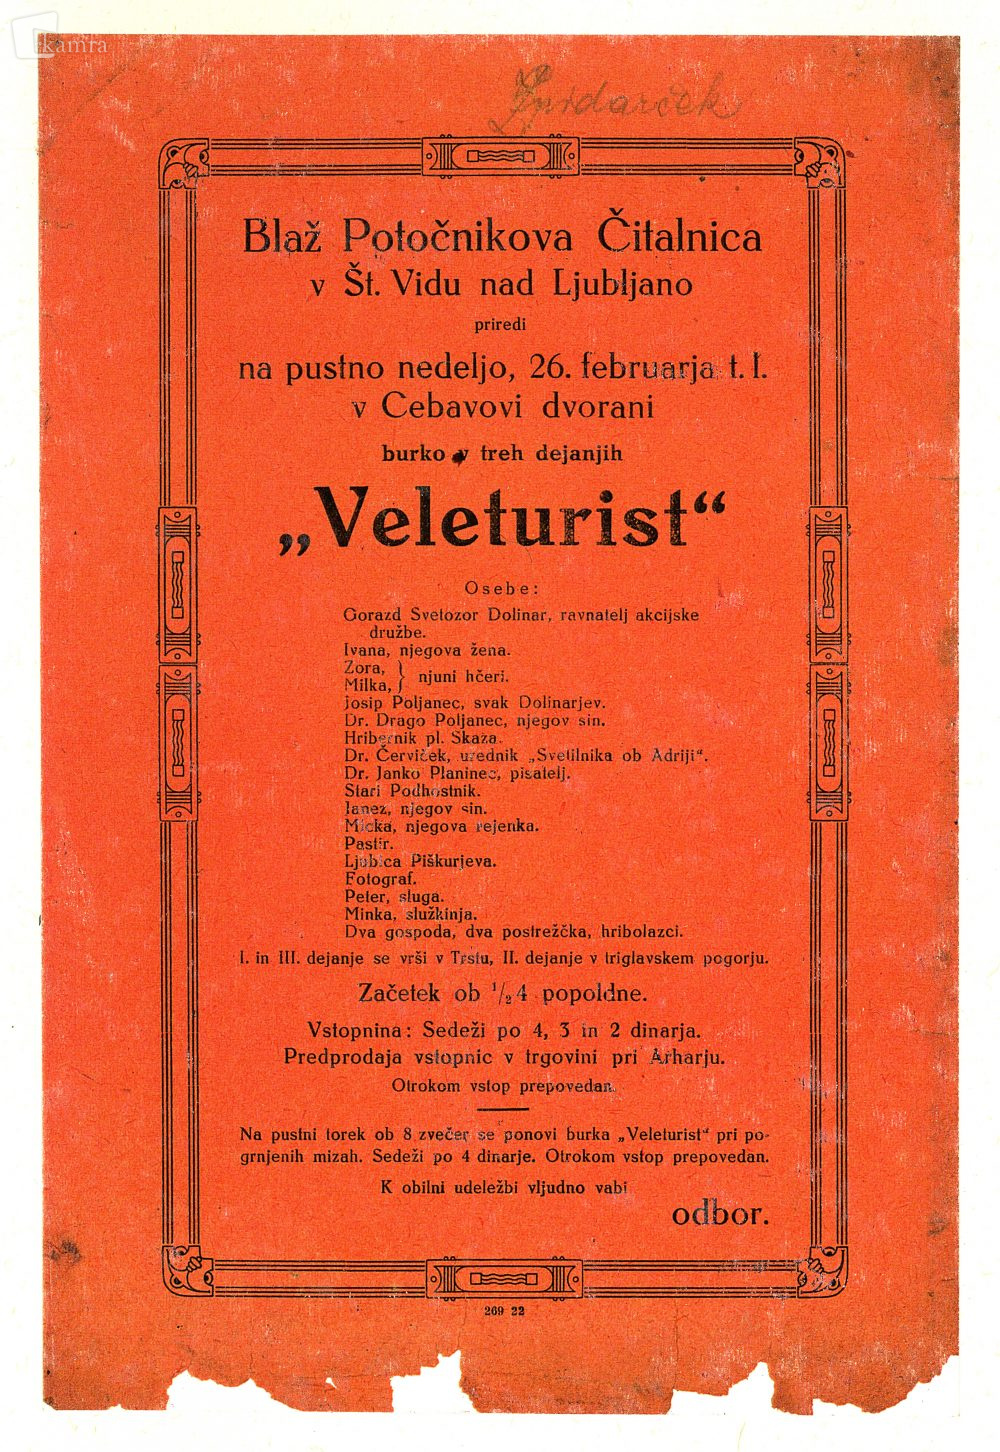 kamra
Blaž Potočnikova Čitalnica
v Št. Vidu nad Ljubljano
priredi
na pustno nedeljo, 26. februarja t. l.
v Cebavovi dvorani
burko v treh dejanjih
„Veleturist“
Osebe:
Gorazd Svetozor Dolinar, ravnatelj akcijske
družbe.
Ivana, njegova žena.
Zora,
Milka, } njuni hčeri.
Josip Poljanec, svak Dolinarjev.
Dr. Drago Poljanec, njegov sin.
Hribernik pl. Skaza.
Dr. Červiček, urednik „Svetilnika ob Adriji“.
Dr. Janko Planinec, pisatelj.
Stari Podhostnik.
Janez, njegov sin.
Micka, njegova rejenka.
Pastir.
Ljubica Piškurjeva.
Fotograf.
Peter, sluga.
Minka, služkinja.
Dva gospoda, dva postrežčka, hribolazci.
I. in III. dejanje se vrši v Trstu, II. dejanje v triglavskem pogorju.
Začetek ob 1/2 4 popoldne.
Vstopnina: Sedeži po 4, 3 in 2 dinarja.
Predprodaja vstopnic v trgovini pri Arharju.
Otrokom vstop prepovedan.
Na pustni torek ob 8 zvečer se ponovi burka „Veleturist“ pri po-
grnjenih mizah. Sedeži po 4 dinarje. Otrokom vstop prepovedan.
K obilni udeležbi vljudno vabi
odbor.
269 22